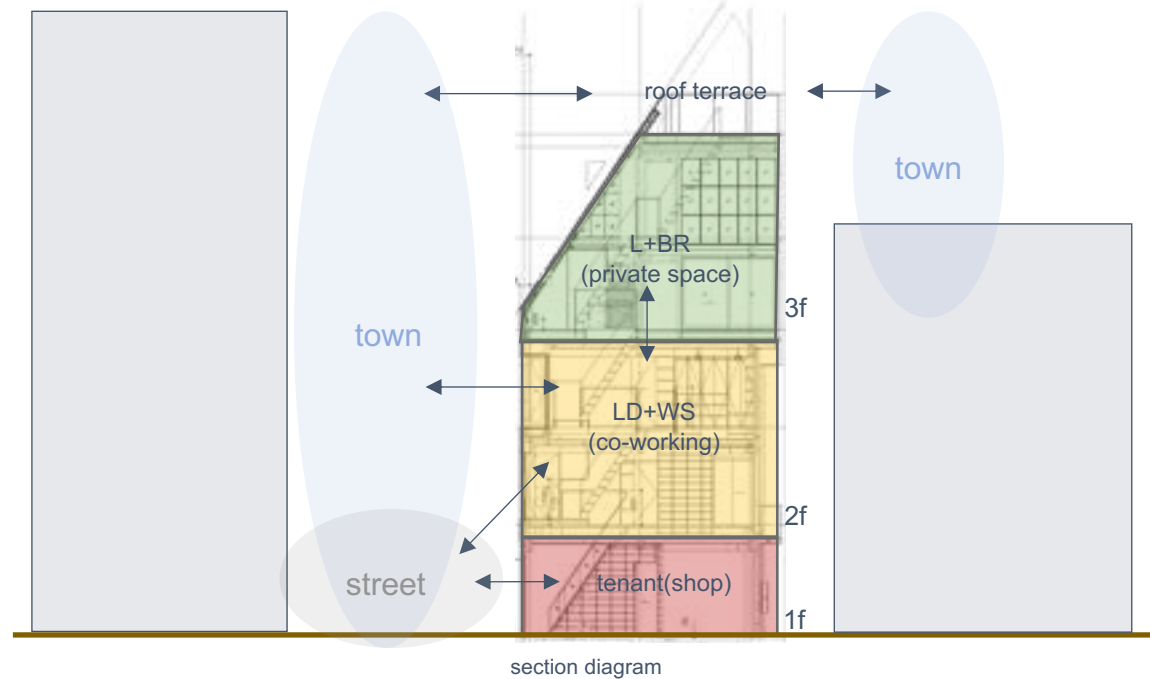 roof terrace
town
L+BR
(private space)
3f
town
LD+WS
(co-working)
2f
street
tenant(shop)
1f
section diagram